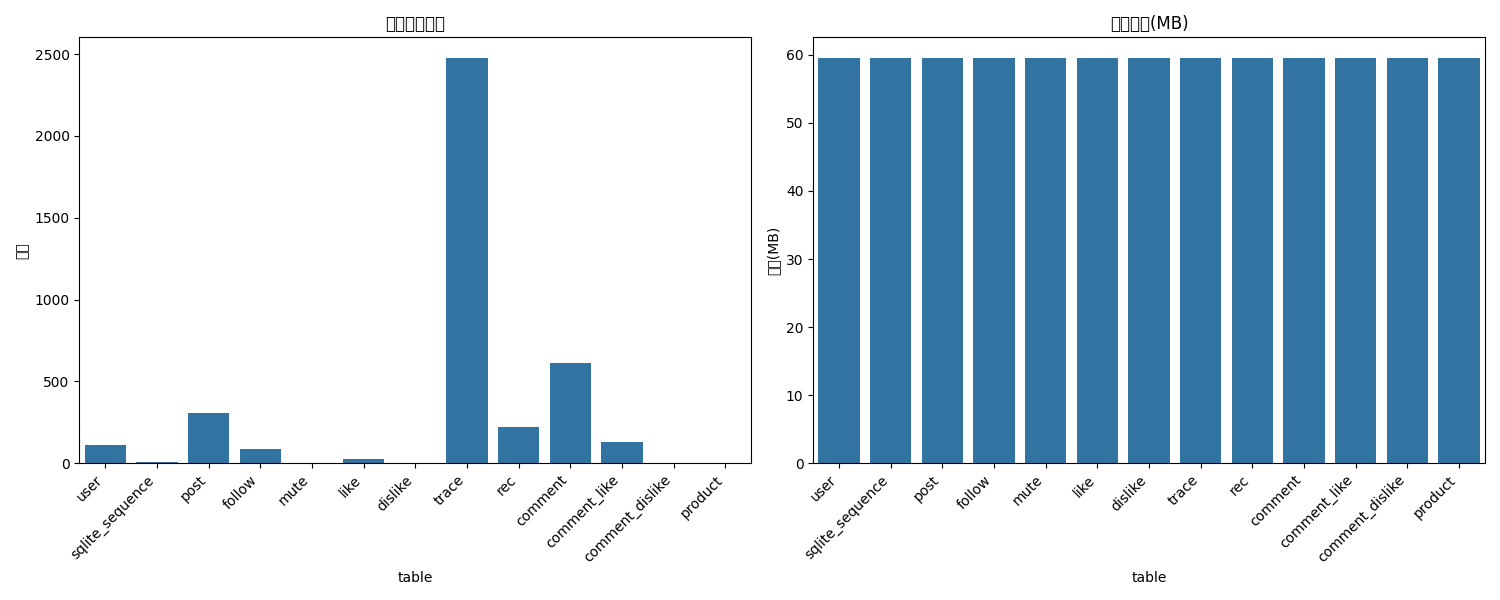 2500
2000
1500
1000
500
0
user
sqlite_sequence
post
follow
mute
like
dislike
trace
rec
comment
comment_like
comment_dislike
product
table
(MB)
(MB)
60
50
40
30
20
10
0
user
sqlite_sequence
post
follow
mute
like
dislike
trace
rec
comment
comment_like
comment_dislike
product
table